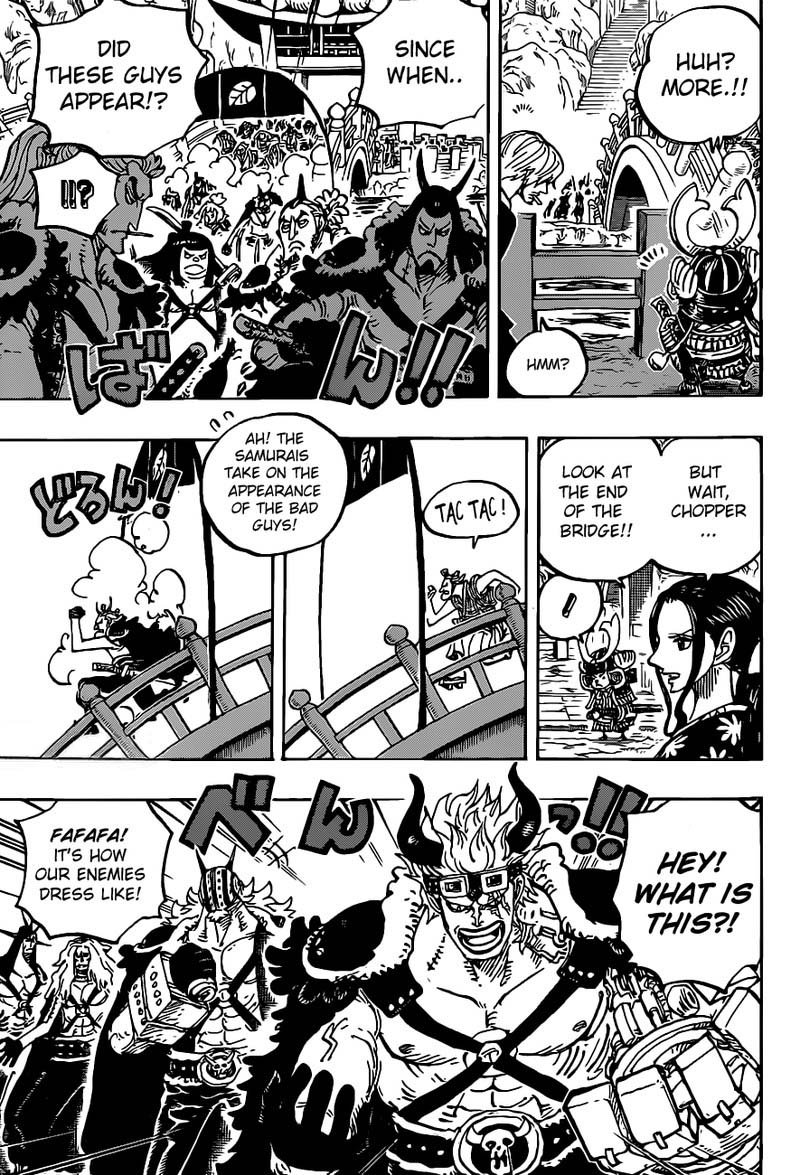 HUH?
MORE.!!
HMM?
SINCE
WHEN..
DID
THESE GUYS
APPEAR!?
!!?
ばん!!
BUT
WAIT,
CHOPPER
...
LOOK AT
THE END
OF THE
BRIDGE!!
!
TAC TAC!
AH! THE
SAMURAIS
TAKE ON THE
APPEARANCE
OF THE BAD
GUYS!
どろん!
HEY!
WHAT IS
THIS?!
べんっ!!
FAFAFA!
IT'S HOW
OUR ENEMIES
DRESS LIKE!